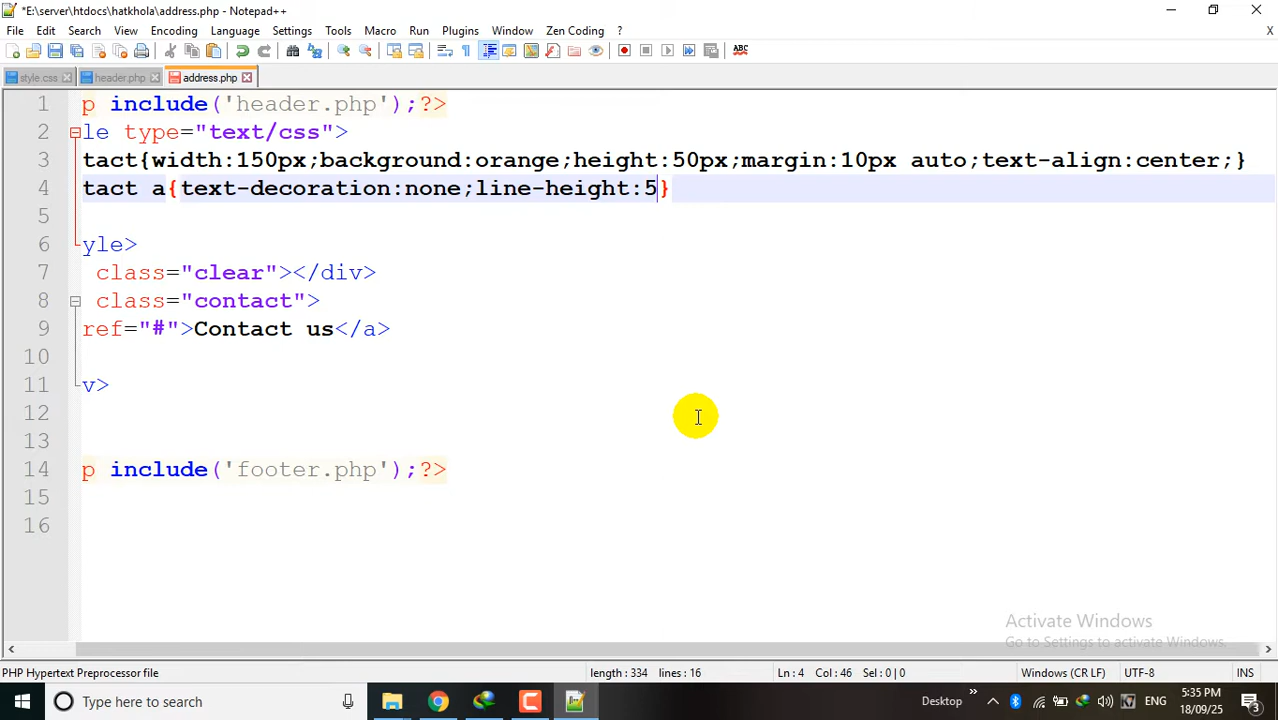 *E:\server\htdocs\hatkhola\address.php - Notepad++
File Edit Search View Encoding Language Settings Tools Macro Run Plugins Window Zen Coding ? X
style.css header.php address.php
1 p include('header.php');?>
2 le type="text/css">
3 tact{width:150px;background:orange;height:50px;margin:10px auto;text-align:center;}
4 tact a{text-decoration:none;line-height:5}
5
6 yle>
7 class="clear"></div>
8 class="contact">
9 ref="#">Contact us</a>
10
11 v>
12
13
14 p include('footer.php');?>
15
16
Activate Windows
Go to Settings to activate Windows.
PHP Hypertext Preprocessor file length : 334 lines : 16 Ln : 4 Col : 46 Sel : 0 | 0 Windows (CR LF) UTF-8 INS
Type here to search Desktop ENG 5:35 PM
18/09/25
3